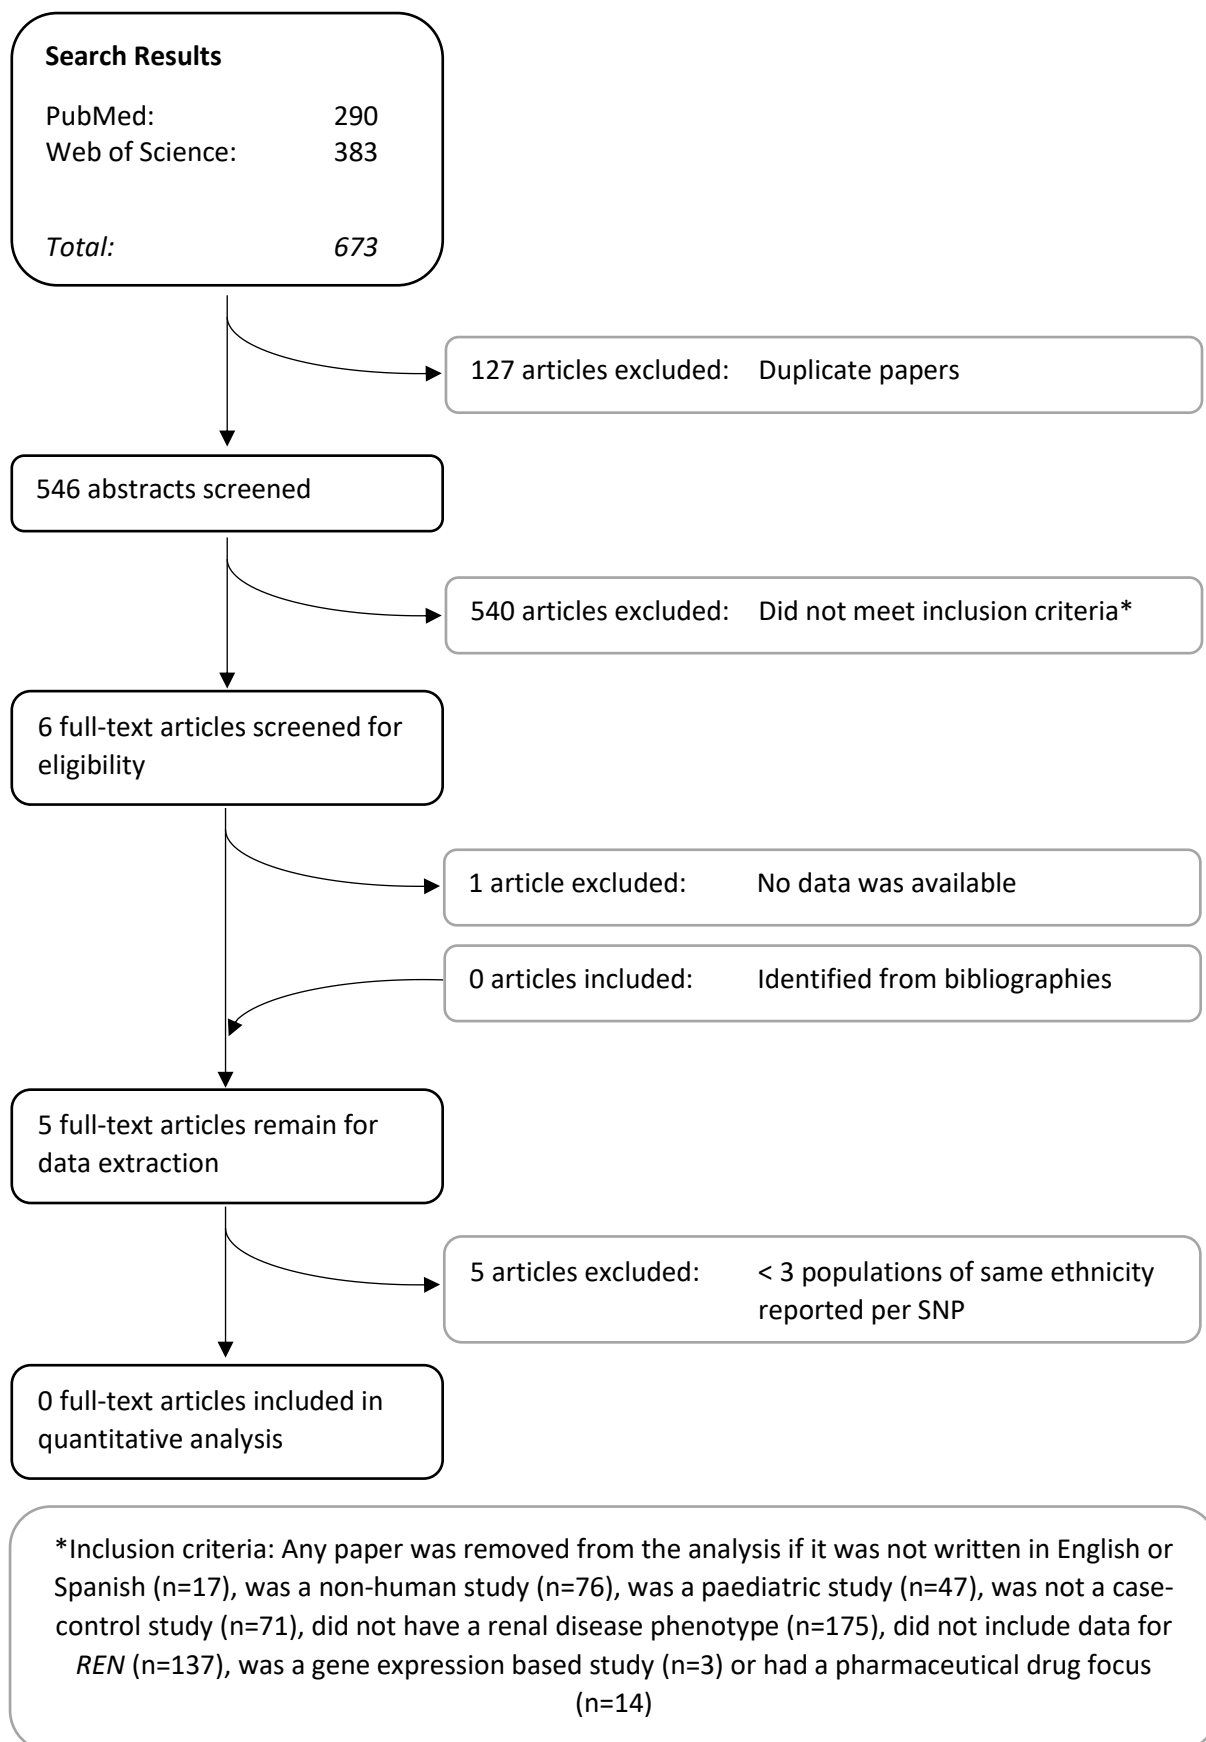 Search Results
PubMed: 290
Web of Science: 383
Total: 673
127 articles excluded: Duplicate papers
546 abstracts screened
540 articles excluded: Did not meet inclusion criteria*
6 full-text articles screened for
eligibility
1 article excluded: No data was available
0 articles included: Identified from bibliographies
5 full-text articles remain for
data extraction
5 articles excluded: < 3 populations of same ethnicity
reported per SNP
0 full-text articles included in
quantitative analysis
*Inclusion criteria: Any paper was removed from the analysis if it was not written in English or
Spanish (n=17), was a non-human study (n=76), was a paediatric study (n=47), was not a case-
control study (n=71), did not have a renal disease phenotype (n=175), did not include data for
REN (n=137), was a gene expression based study (n=3) or had a pharmaceutical drug focus
(n=14)